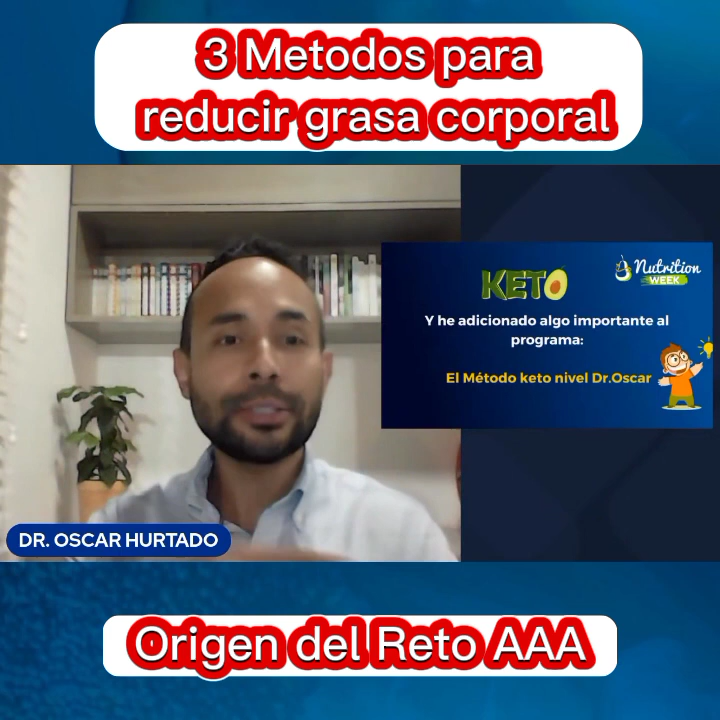 3 Metodos para
reducir grasa corporal
KETO
Nutrition
WEEK
Y he adicionado algo importante al
programa:
El Método keto nivel Dr.Oscar
DR. OSCAR HURTADO
Origen del Reto AAA